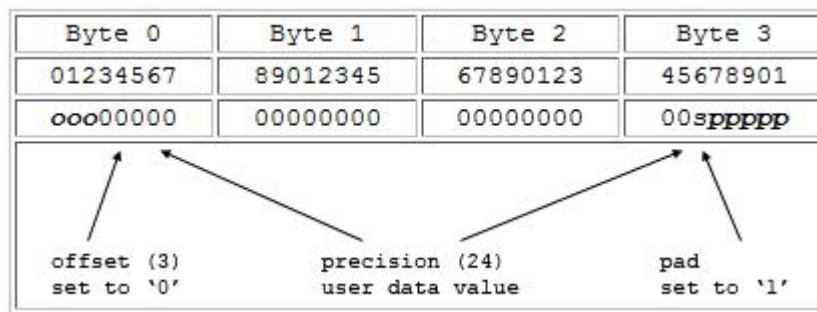 Byte 0 Byte 1 Byte 2 Byte 3
01234567 89012345 67890123 45678901
ooo00000 00000000 00000000 00sppppp
offset (3) precision (24) pad
set to ‘0’ user data value set to ‘1’